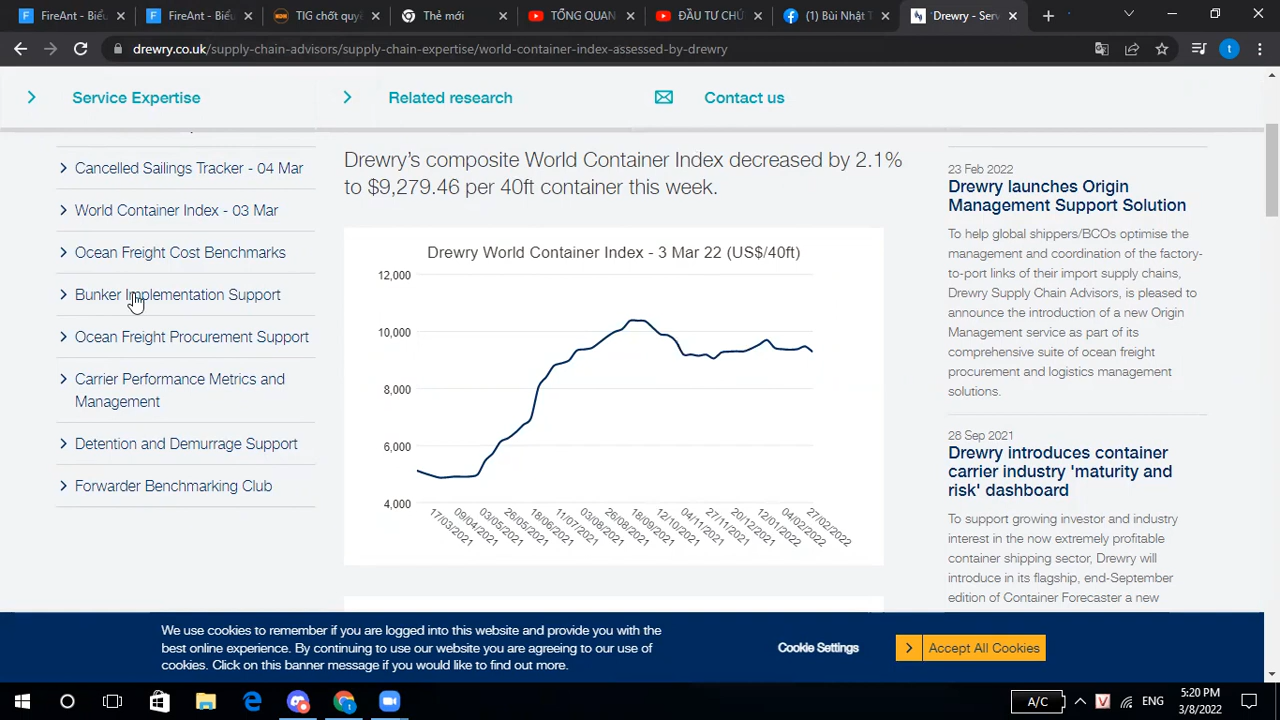 FireAnt - Biểu
FireAnt - Biểu
TIG chốt quyề
Thẻ mới
TỔNG QUAN
ĐẦU TƯ CHỨ
(1) Bùi Nhật T
Drewry - Serv
drewry.co.uk/supply-chain-advisors/supply-chain-expertise/world-container-index-assessed-by-drewry
t
Service Expertise
Related research
Contact us
Cancelled Sailings Tracker - 04 Mar
World Container Index - 03 Mar
Ocean Freight Cost Benchmarks
Bunker Implementation Support
Ocean Freight Procurement Support
Carrier Performance Metrics and
Management
Detention and Demurrage Support
Forwarder Benchmarking Club
Drewry's composite World Container Index decreased by 2.1%
to $9,279.46 per 40ft container this week.
Drewry World Container Index - 3 Mar 22 (US$/40ft)
12,000
10,000
8,000
6,000
4,000
17/03/2021
09/04/2021
03/05/2021
26/05/2021
18/06/2021
11/07/2021
03/08/2021
26/08/2021
18/09/2021
12/10/2021
04/11/2021
27/11/2021
20/12/2021
12/01/2022
04/02/2022
27/02/2022
23 Feb 2022
Drewry launches Origin
Management Support Solution
To help global shippers/BCOs optimise the
management and coordination of the factory-
to-port links of their import supply chains,
Drewry Supply Chain Advisors, is pleased to
announce the introduction of a new Origin
Management service as part of its
comprehensive suite of ocean freight
procurement and logistics management
solutions.
28 Sep 2021
Drewry introduces container
carrier industry 'maturity and
risk' dashboard
To support growing investor and industry
interest in the now extremely profitable
container shipping sector, Drewry will
introduce in its flagship, end-September
edition of Container Forecaster a new
We use cookies to remember if you are logged into this website and provide you with the
best online experience. By continuing to use our website you are agreeing to our use of
cookies. Click on this banner message if you would like to find out more.
Cookie Settings
Accept All Cookies
A/C
V
ENG
5:20 PM
3/8/2022